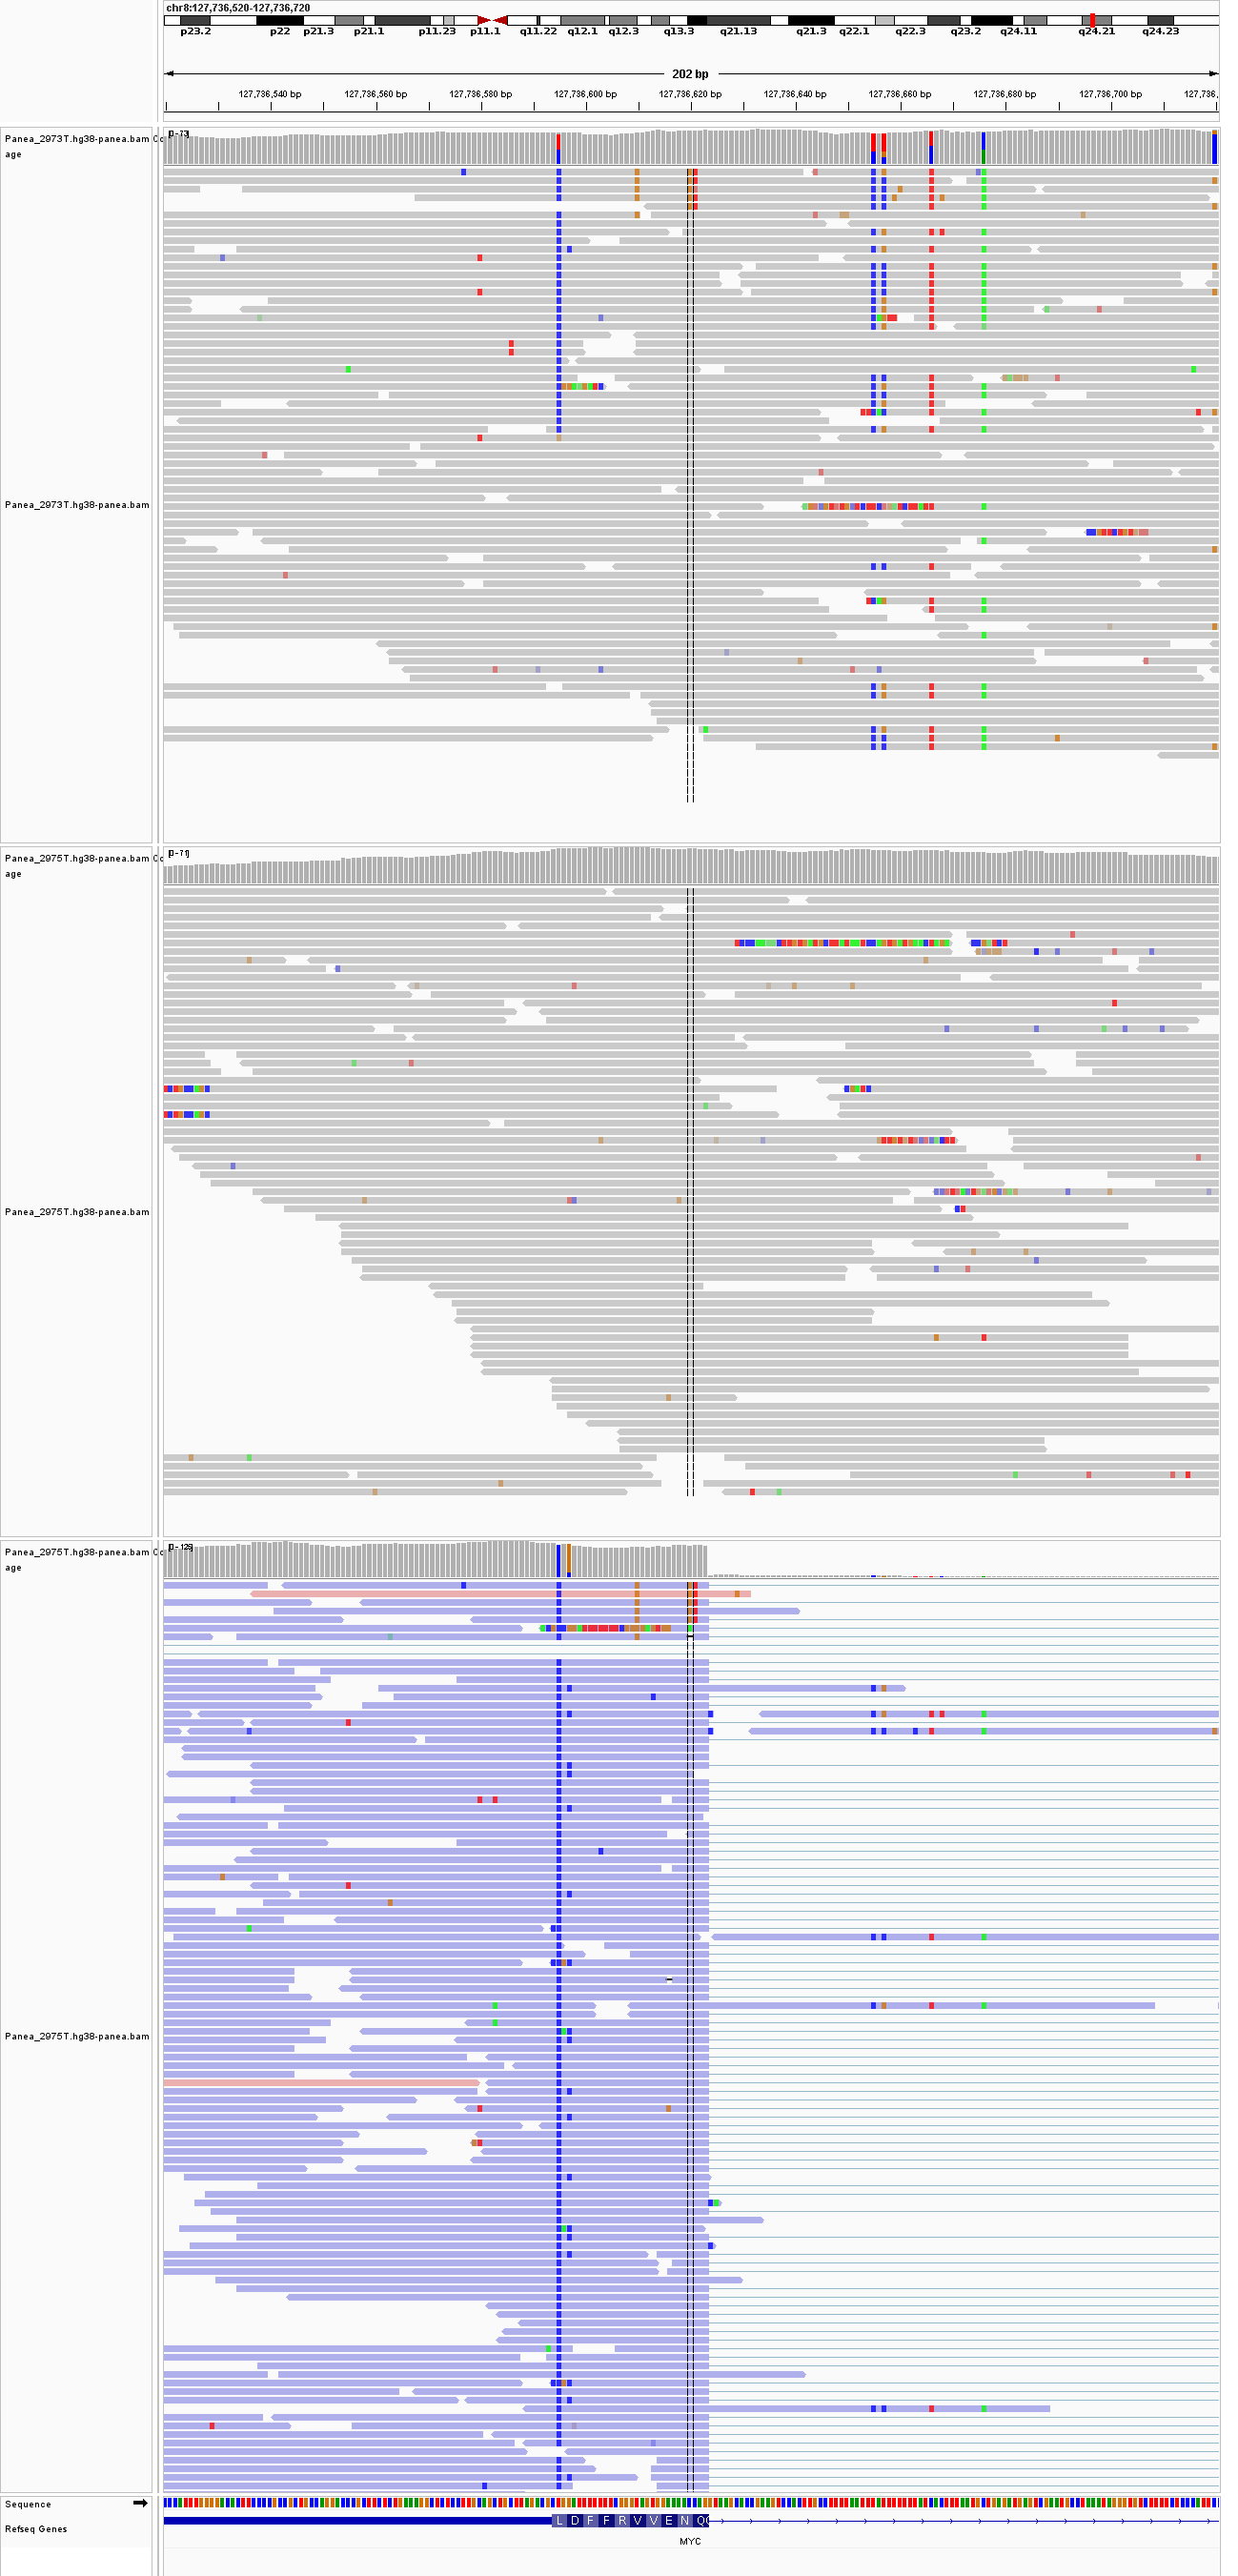 chr8:127,736,520-127,736,720
p23.2 p22 p21.3 p21.1 p11.23 p11.1 q11.22 q12.1 q12.3 q13.3 q21.13 q21.3 q22.1 q22.3 q23.2 q24.11 q24.21 q24.23
202 bp
127,736,540 bp 127,736,560 bp 127,736,580 bp 127,736,600 bp 127,736,620 bp 127,736,640 bp 127,736,660 bp 127,736,680 bp 127,736,700 bp 127,736,
Panea_2973T.hg38-panea.bam Co
age
[0-73]
Panea_2973T.hg38-panea.bam
Panea_2975T.hg38-panea.bam Co
age
[0-71]
Panea_2975T.hg38-panea.bam
Panea_2975T.hg38-panea.bam Co
age
Panea_2975T.hg38-panea.bam
Sequence
Refseq Genes
L D F F R V V E N Q
MYC